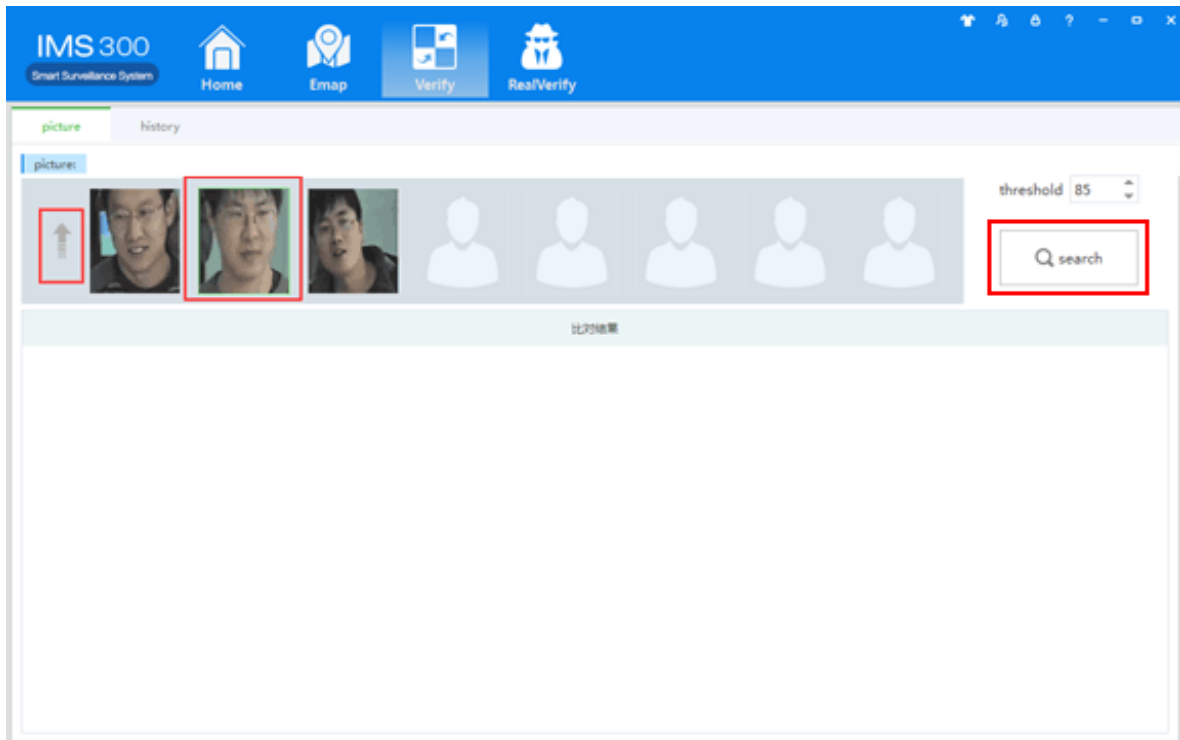 IMS 300
Smart Surveillance System
Home
Emap
Verify
RealVerify
?
picture
history
picture:
threshold 85
search
比对结果